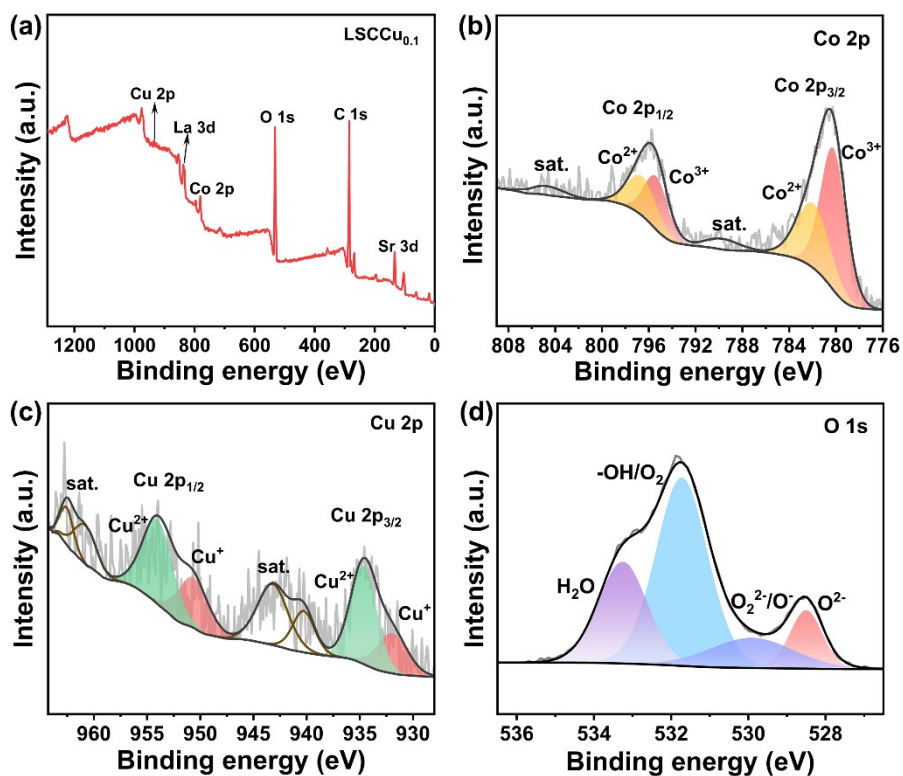 (a)
LSCCu₀.₁
Cu 2p
La 3d
Co 2p
O 1s
C 1s
Sr 3d
Intensity (a.u.)
1200 1000 800 600 400 200 0
Binding energy (eV)
(b)
Co 2p
Co 2p₃/₂
Co 2p₁/₂
sat.
Co²⁺
Co³⁺
sat.
Co²⁺
Co³⁺
Intensity (a.u.)
808 804 800 796 792 788 784 780 776
Binding energy (eV)
(c)
Cu 2p
sat.
Cu 2p₁/₂
Cu²⁺
Cu⁺
sat.
Cu 2p₃/₂
Cu²⁺
Cu⁺
Intensity (a.u.)
960 955 950 945 940 935 930
Binding energy (eV)
(d)
O 1s
-OH/O₂
H₂O
O₂²⁻/O⁻
O²⁻
Intensity (a.u.)
536 534 532 530 528
Binding energy (eV)